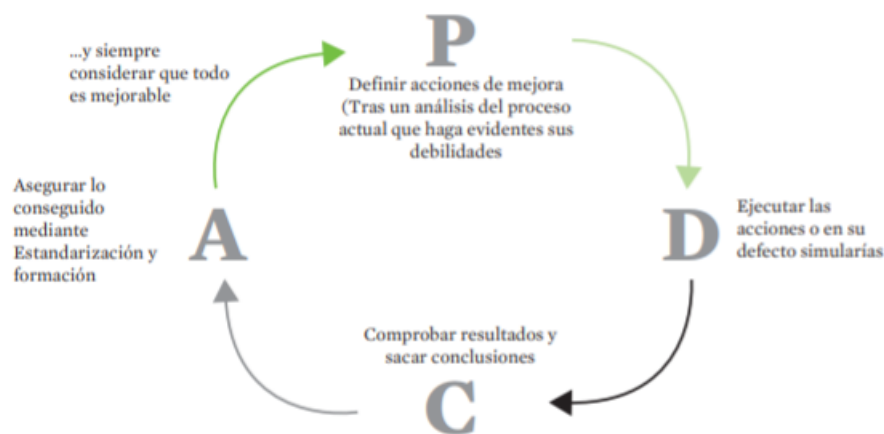 ...y siempre
considerar que todo
es mejorable
P
Definir acciones de mejora
(Tras un análisis del proceso
actual que haga evidentes sus
debilidades
Asegurar lo
conseguido
mediante
Estandarización y
formación
A
D
Ejecutar las
acciones o en su
defecto simularías
Comprobar resultados y
sacar conclusiones
C